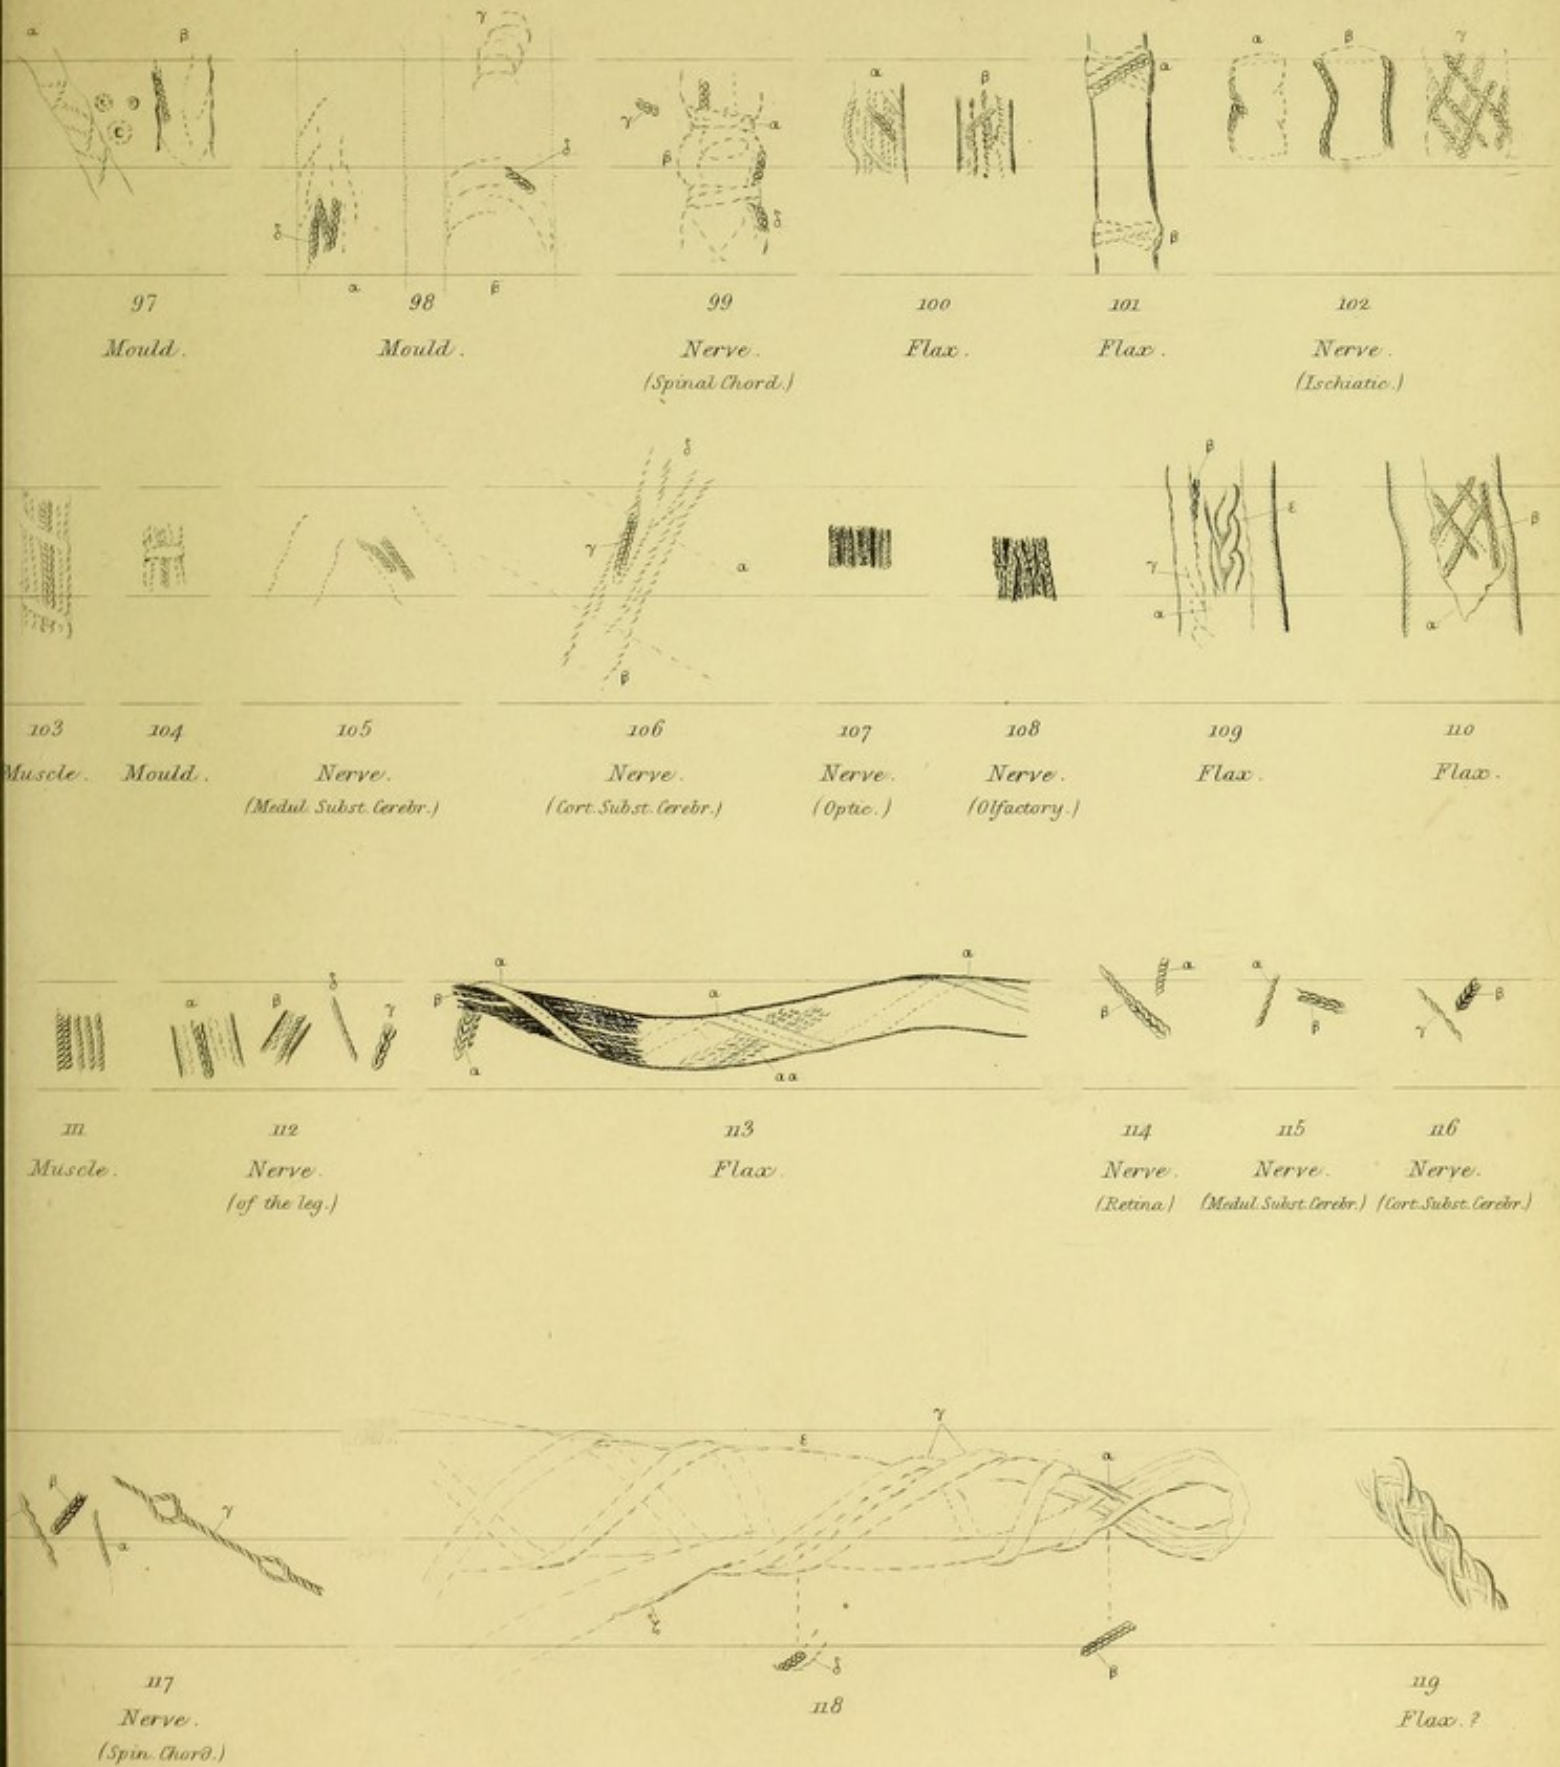 α β γ
α β γ α β γ
δ α γ α
β
δ δ β
α β
97 98 99 100 101 102
Mould. Mould. Nerve. Flax. Flax. Nerve.
(Spinal Chord.) (Ischiatic.)
δ β
ε β
γ α γ
α α
β
103 104 105 106 107 108 109 110
Muscle. Mould. Nerve. Nerve. Nerve. Nerve. Flax. Flax.
(Medul. Subst. Cerebr.) (Cort. Subst. Cerebr.) (Optic.) (Olfactory.)
α α α α
α β δ γ β α β β γ β
α αα
111 112 113 114 115 116
Muscle. Nerve. Flax. Nerve. Nerve. Nerve.
(of the leg.) (Retina) (Medul. Subst. Cerebr.) (Cort. Subst. Cerebr.)
γ
ε α
β γ
α
ζ
δ β
117 118 119
Nerve. Flax. ?
(Spin. Chord.)